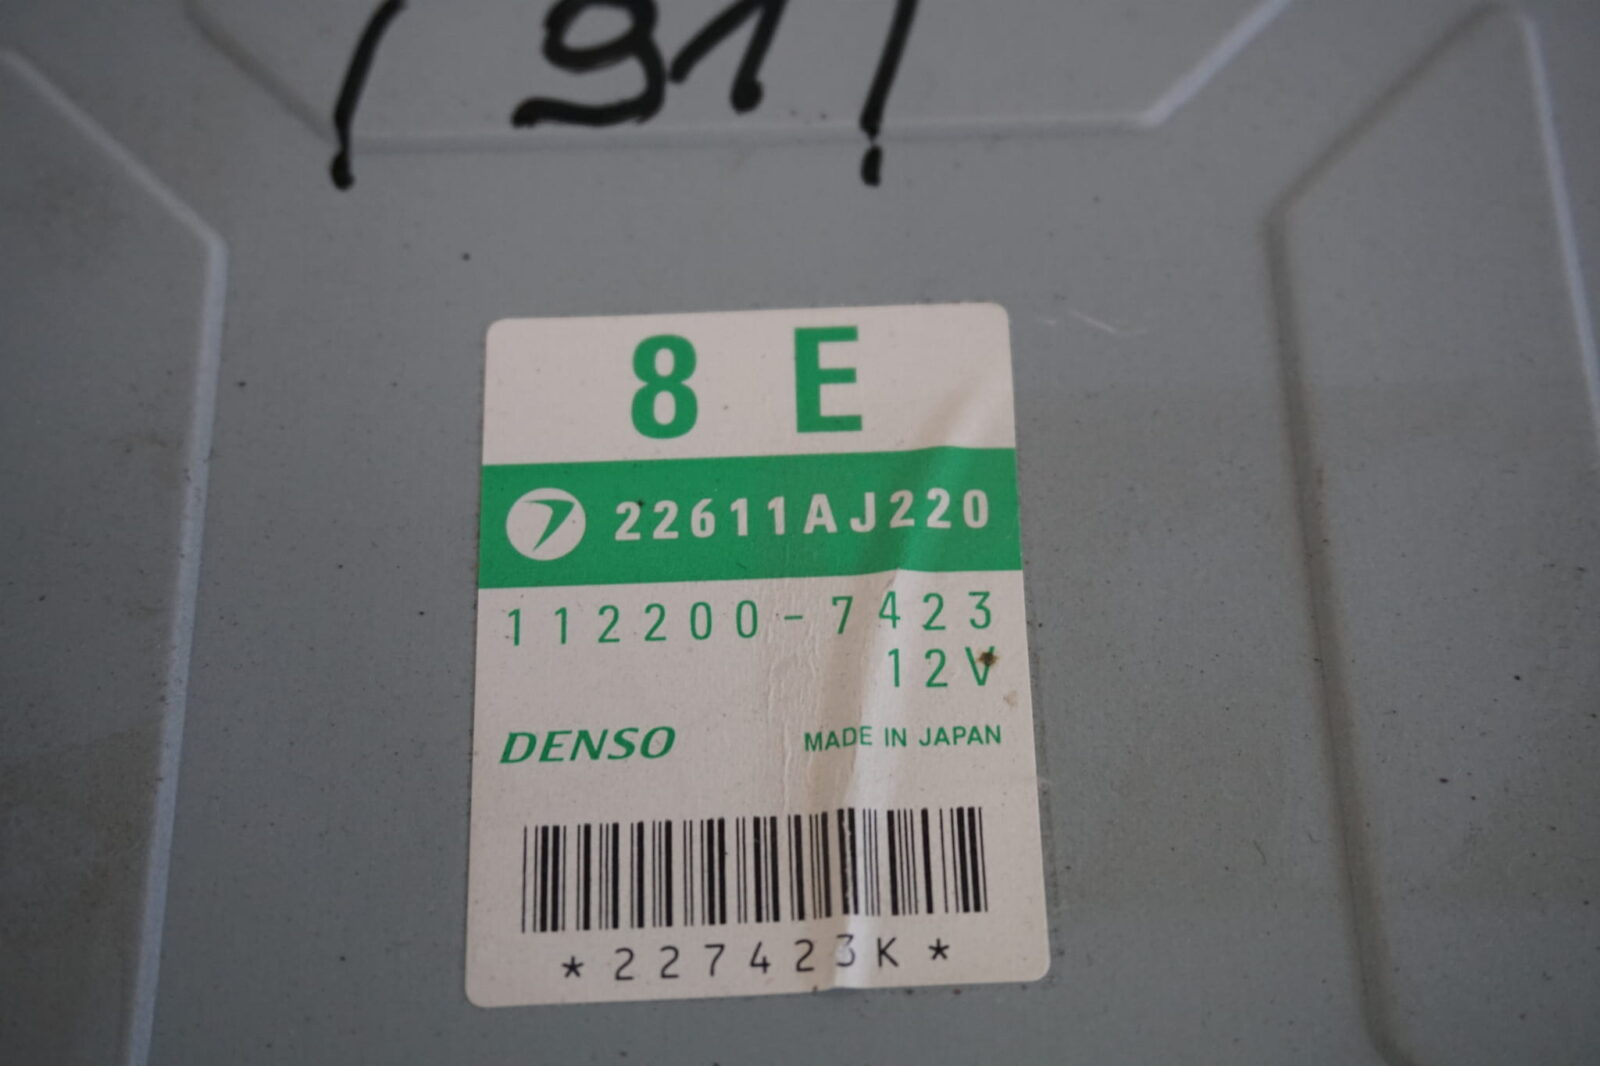 91
8 E
22611AJ220
112200-7423
12V
DENSO
MADE IN JAPAN
*227423K*